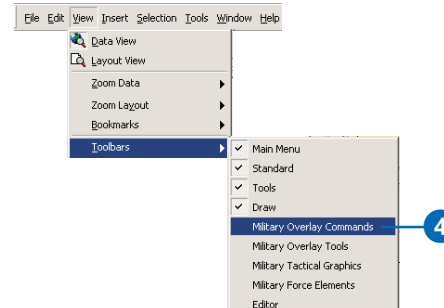 File Edit View Insert Selection Tools Window Help
Data View
Layout View
Zoom Data
Zoom Layout
Bookmarks
Toolbars
Main Menu
Standard
Tools
Draw
Military Overlay Commands
4
Military Overlay Tools
Military Tactical Graphics
Military Force Elements
Editor